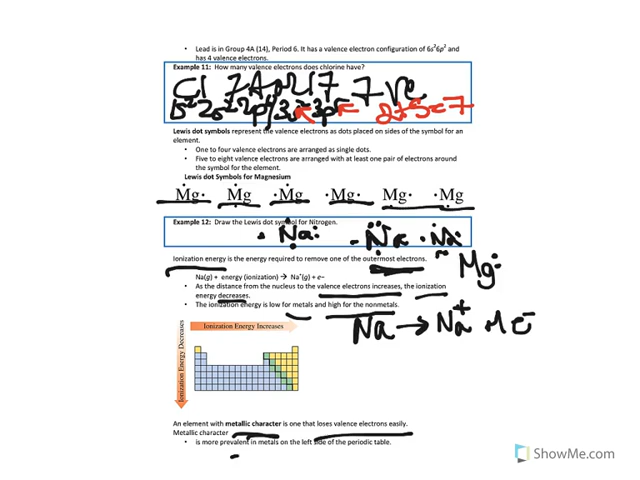 • Lead is in Group 4A (14), Period 6. It has a valence electron configuration of 6s²6p² and
has 4 valence electrons.
Example 11: How many valence electrons does chlorine have?
Cl 7A 17 7 ve
1s² 2s² 2p⁶ 3s² 3p⁵ 2+5=7
Lewis dot symbols represent the valence electrons as dots placed on sides of the symbol for an
element.
• One to four valence electrons are arranged as single dots.
• Five to eight valence electrons are arranged with at least one pair of electrons around
the symbol for the element.
Lewis dot Symbols for Magnesium
Mg· ·Mg· ·Mg· ·Mg· Mg· ·Mg
Example 12: Draw the Lewis dot symbol for Nitrogen.
Mg:
Ionization energy is the energy required to remove one of the outermost electrons.
Na(g) + energy (ionization) → Na⁺(g) + e−
• As the distance from the nucleus to the valence electrons increases, the ionization
energy decreases.
• The ionization energy is low for metals and high for the nonmetals.
Na → Na⁺ e⁻
Ionization Energy Increases
Ionization Energy Decreases
An element with metallic character is one that loses valence electrons easily.
Metallic character
• is more prevalent in metals on the left side of the periodic table.
ShowMe.com